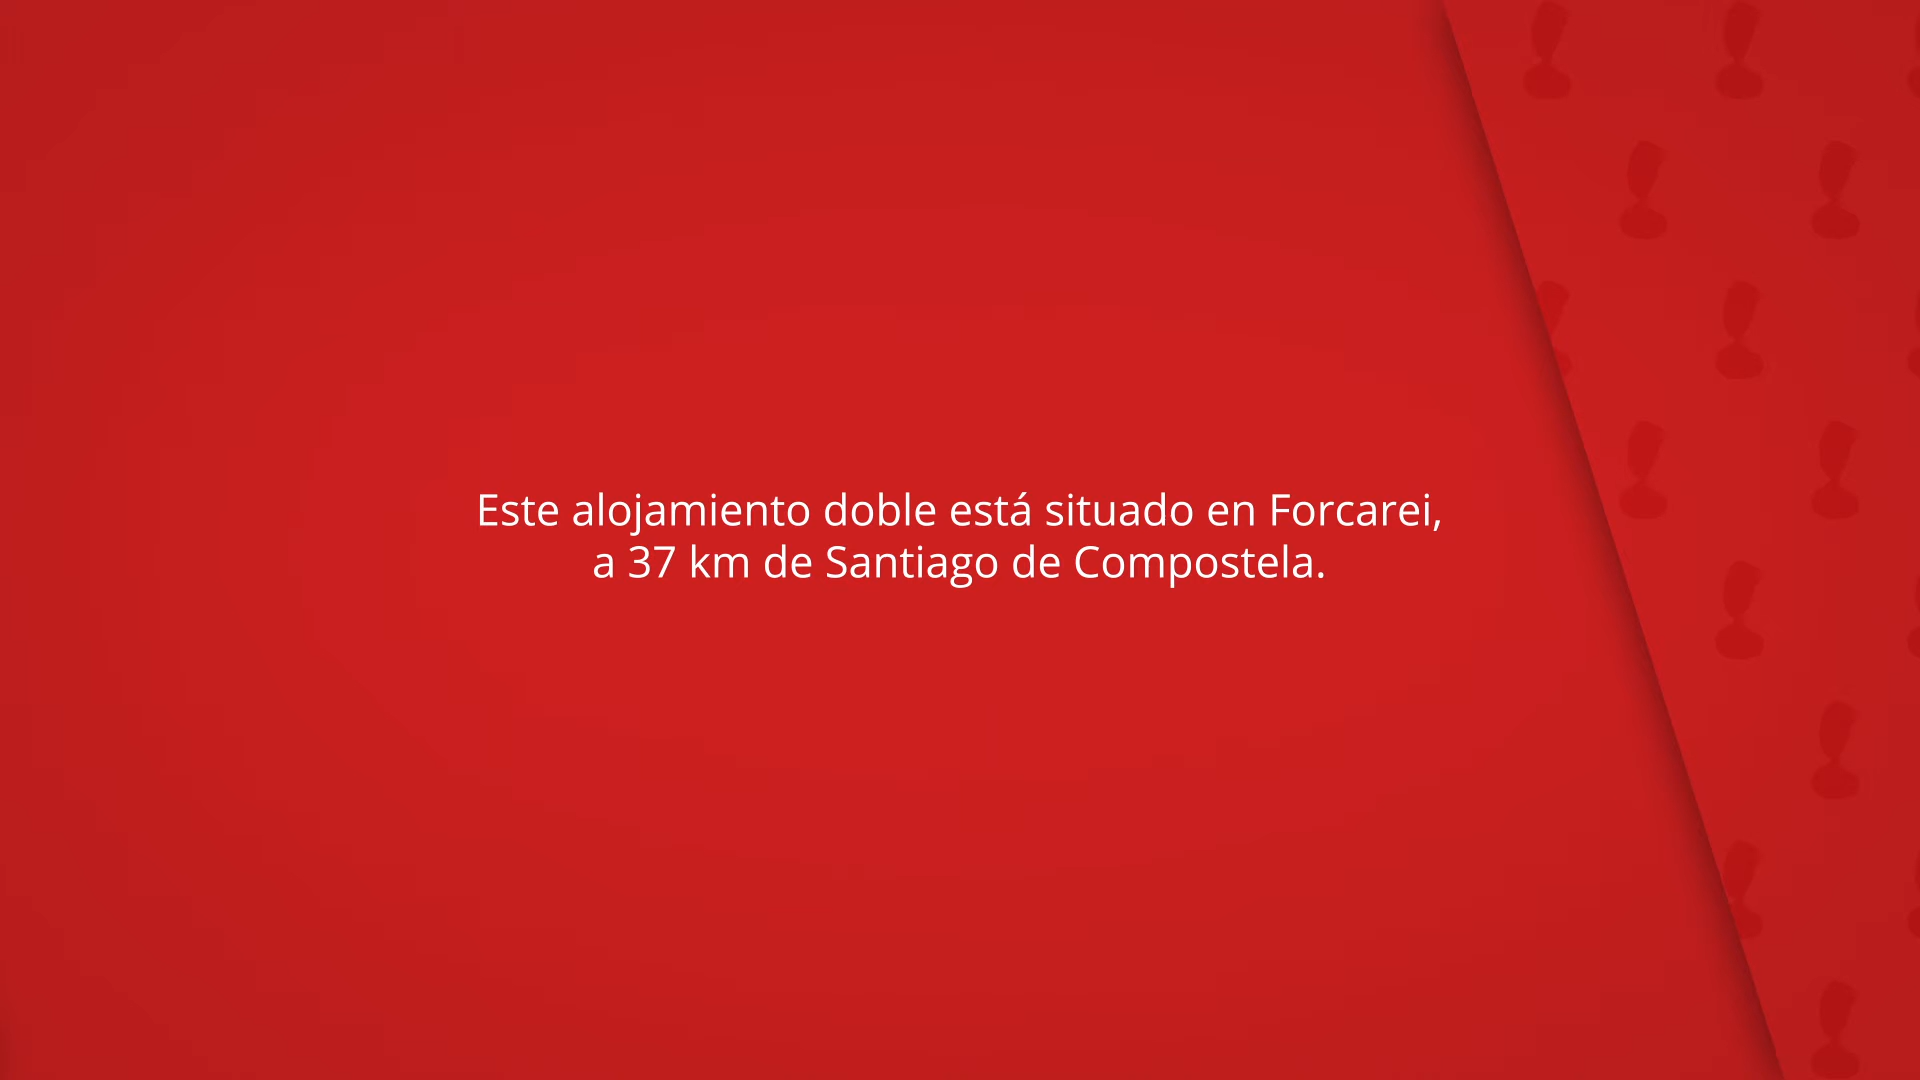 Este alojamiento doble está situado en Forcarei,
a 37 km de Santiago de Compostela.